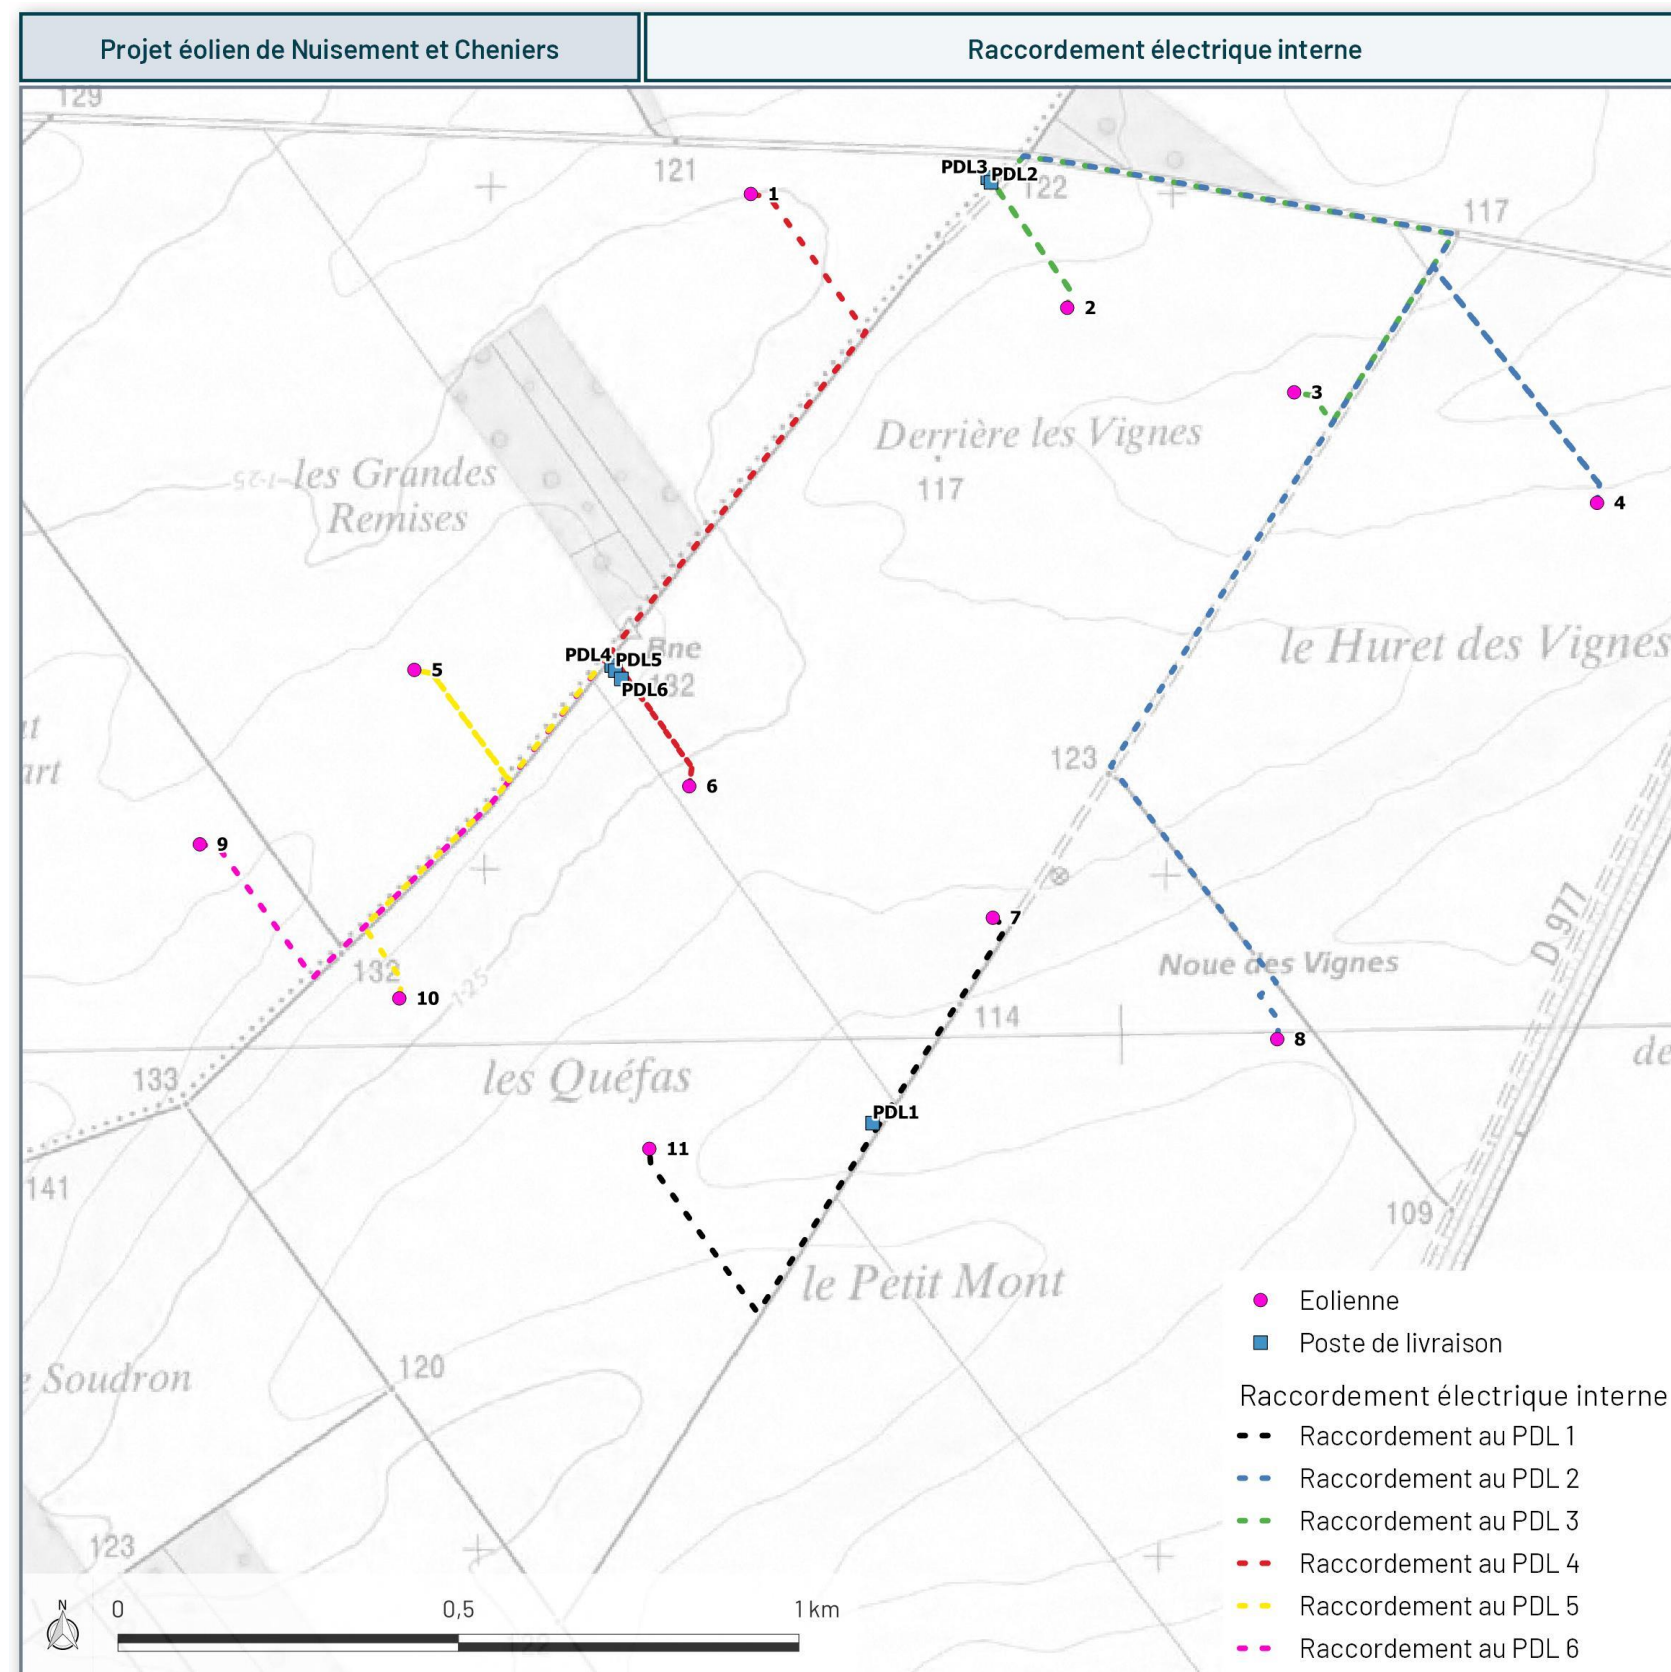 Projet éolien de Nuisement et Cheniers
Raccordement électrique interne
129
121
1
PDL3
PDL2
122
117
2
3
Derrière les Vignes
117
les Grandes
Remises
4
le Huret des Vignes
PDL4
PDL5
PDL6
Bne
132
5
6
123
9
7
D 977
132
10
125
Noue des Vignes
114
8
de
les Quéfas
133
PDL1
11
141
109
le Petit Mont
120
Soudron
123
Eolienne
Poste de livraison
Raccordement électrique interne
Raccordement au PDL 1
Raccordement au PDL 2
Raccordement au PDL 3
Raccordement au PDL 4
Raccordement au PDL 5
Raccordement au PDL 6
N
0
0,5
1 km